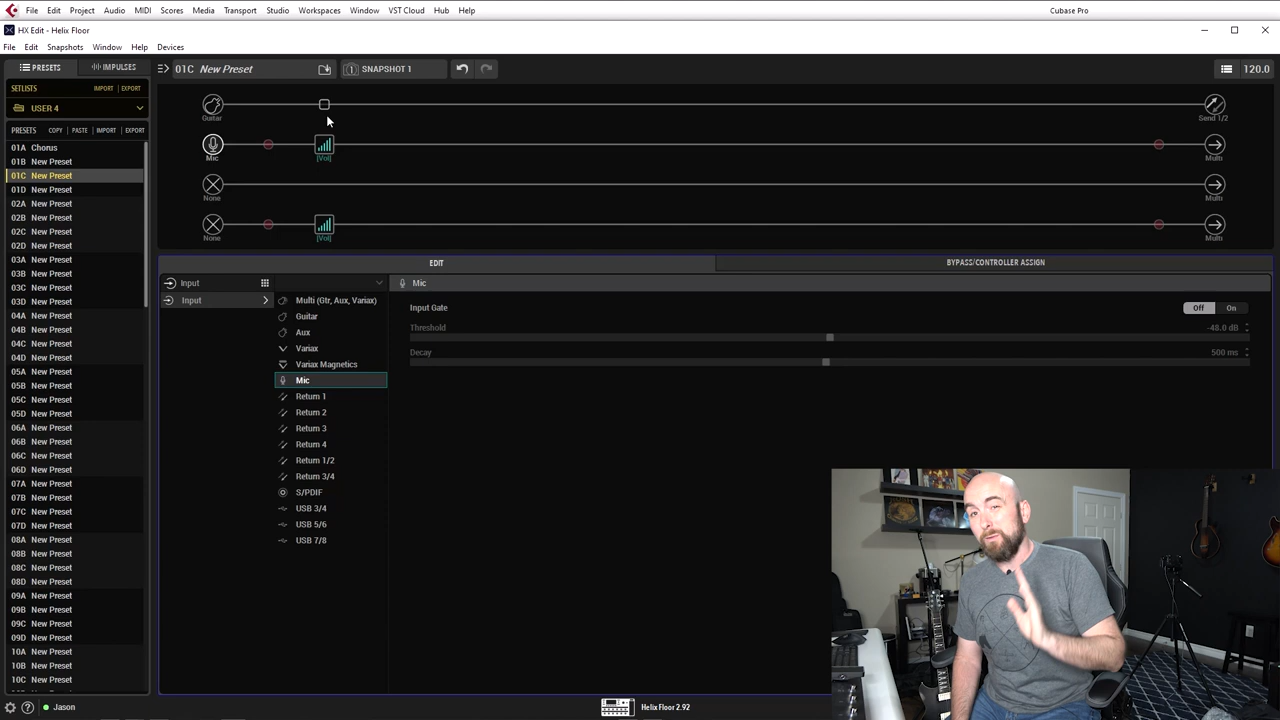 File Edit Project Audio MIDI Scores Media Transport Studio Workspaces Window VST Cloud Hub Help Cubase Pro
HX Edit - Helix Floor
File Edit Snapshots Window Help Devices
PRESETS IMPULSES 01C New Preset SNAPSHOT 1 120.0
SETLISTS IMPORT EXPORT
USER 4
PRESETS COPY PASTE IMPORT EXPORT
01A Chorus
01B New Preset
01C New Preset
01D New Preset
02A New Preset
02B New Preset
02C New Preset
02D New Preset
03A New Preset
03B New Preset
03C New Preset
03D New Preset
04A New Preset
04B New Preset
04C New Preset
04D New Preset
05A New Preset
05B New Preset
05C New Preset
05D New Preset
06A New Preset
06B New Preset
06C New Preset
06D New Preset
07A New Preset
07B New Preset
07C New Preset
07D New Preset
08A New Preset
08B New Preset
08C New Preset
08D New Preset
09A New Preset
09B New Preset
09C New Preset
09D New Preset
10A New Preset
10B New Preset
10C New Preset
Guitar Send 1/2
Mic [Vol] Multi
None Multi
None [Vol] Multi
EDIT BYPASS/CONTROLLER ASSIGN
Input
Input
Multi (Gtr, Aux, Variax)
Guitar
Aux
Variax
Variax Magnetics
Mic
Return 1
Return 2
Return 3
Return 4
Return 1/2
Return 3/4
S/PDIF
USB 3/4
USB 5/6
USB 7/8
Mic
Input Gate Off On
Threshold -48.0 dB
Decay 500 ms
Jason Helix Floor 2.92